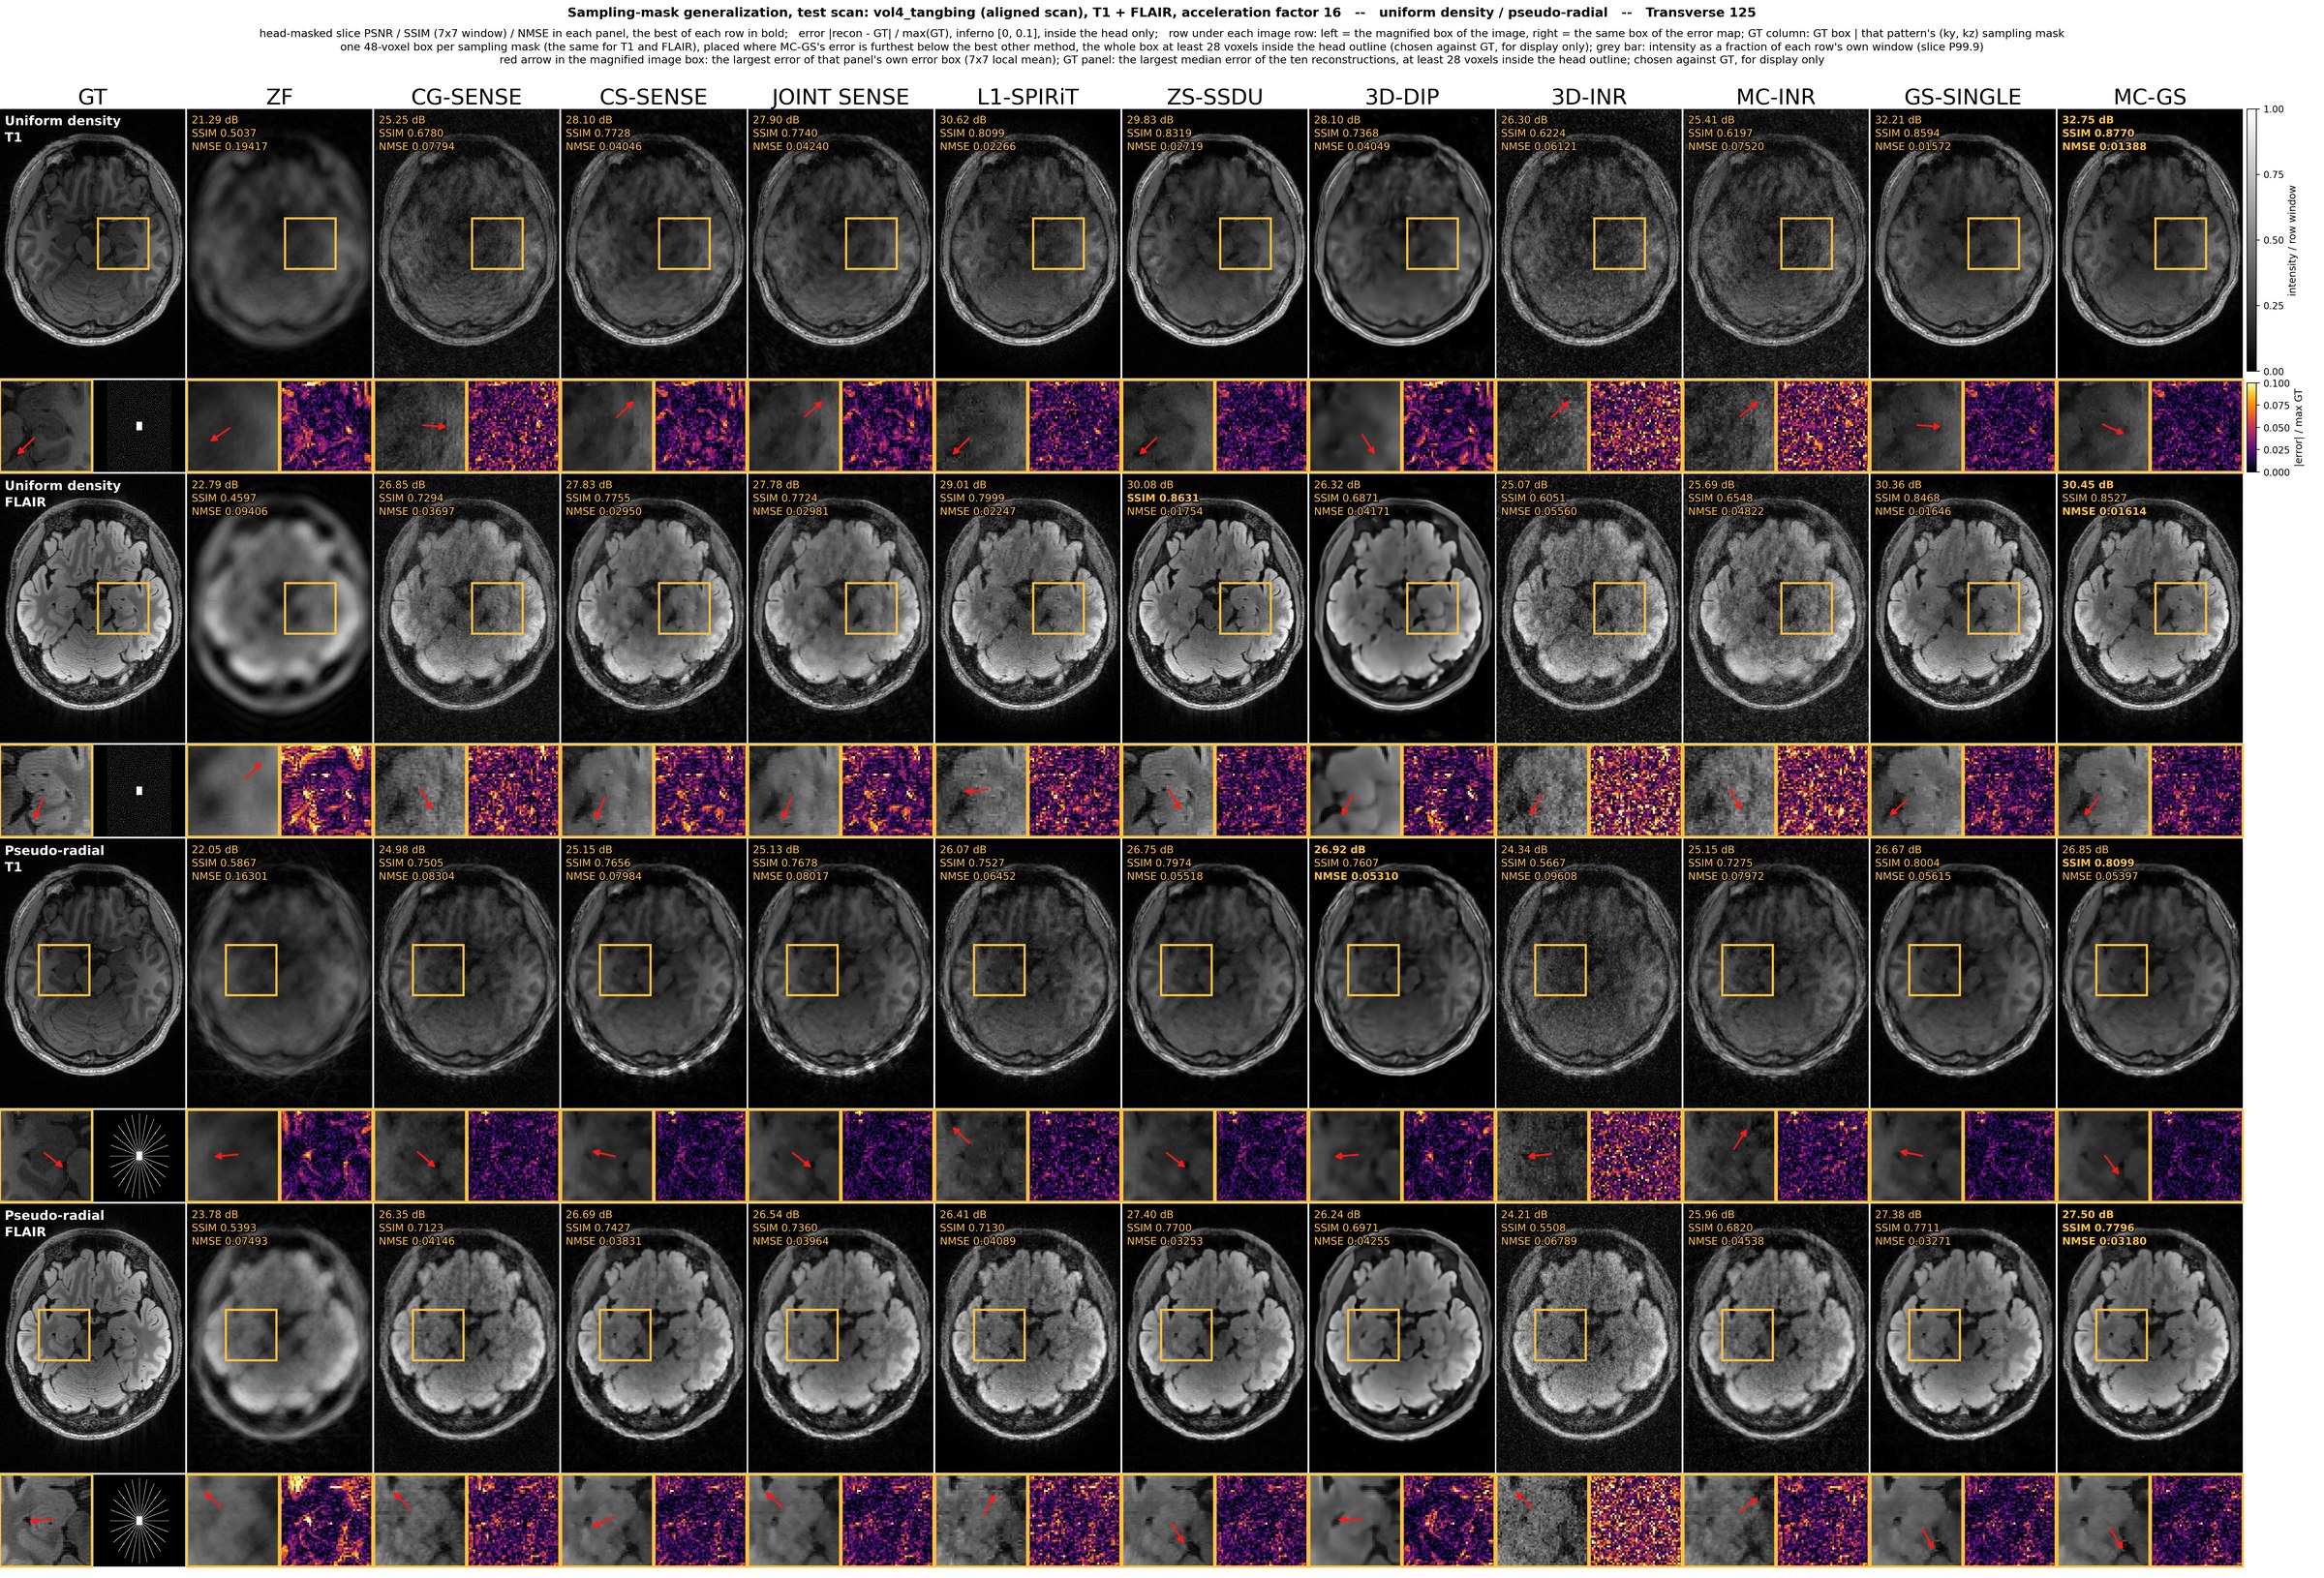 Sampling-mask generalization, test scan: vol4_tangbing (aligned scan), T1 + FLAIR, acceleration factor 16 -- uniform density / pseudo-radial -- Transverse 125
head-masked slice PSNR / SSIM (7x7 window) / NMSE in each panel, the best of each row in bold; error |recon - GT| / max(GT), inferno [0, 0.1], inside the head only; row under each image row: left = the magnified box of the image, right = the same box of the error map; GT column: GT box | that pattern's (ky, kz) sampling mask
one 48-voxel box per sampling mask (the same for T1 and FLAIR), placed where MC-GS's error is furthest below the best other method, the whole box at least 28 voxels inside the head outline (chosen against GT, for display only); grey bar: intensity as a fraction of each row's own window (slice P99.9)
red arrow in the magnified image box: the largest error of that panel's own error box (7x7 local mean); GT panel: the largest median error of the ten reconstructions, at least 28 voxels inside the head outline; chosen against GT, for display only
GT ZF CG-SENSE CS-SENSE JOINT SENSE L1-SPIRiT ZS-SSDU 3D-DIP 3D-INR MC-INR GS-SINGLE MC-GS
Uniform density
T1
21.29 dB 25.25 dB 28.10 dB 27.90 dB 30.62 dB 29.83 dB 28.10 dB 26.30 dB 25.41 dB 32.21 dB 32.75 dB
SSIM 0.5037 SSIM 0.6780 SSIM 0.7728 SSIM 0.7740 SSIM 0.8099 SSIM 0.8319 SSIM 0.7368 SSIM 0.6224 SSIM 0.6197 SSIM 0.8594 SSIM 0.8770
NMSE 0.19417 NMSE 0.07794 NMSE 0.04046 NMSE 0.04240 NMSE 0.02266 NMSE 0.02719 NMSE 0.04049 NMSE 0.06121 NMSE 0.07520 NMSE 0.01572 NMSE 0.01388
1.00
0.75
0.50
0.25
0.00
intensity / row window
0.100
0.075
0.050
0.025
0.000
|error| / max GT
Uniform density
FLAIR
22.79 dB 26.85 dB 27.83 dB 27.78 dB 29.01 dB 30.08 dB 26.32 dB 25.07 dB 25.69 dB 30.36 dB 30.45 dB
SSIM 0.4597 SSIM 0.7294 SSIM 0.7755 SSIM 0.7724 SSIM 0.7999 SSIM 0.8631 SSIM 0.6871 SSIM 0.6051 SSIM 0.6548 SSIM 0.8468 SSIM 0.8527
NMSE 0.09406 NMSE 0.03697 NMSE 0.02950 NMSE 0.02981 NMSE 0.02247 NMSE 0.01754 NMSE 0.04171 NMSE 0.05560 NMSE 0.04822 NMSE 0.01646 NMSE 0.01614
Pseudo-radial
T1
22.05 dB 24.98 dB 25.15 dB 25.13 dB 26.07 dB 26.75 dB 26.92 dB 24.34 dB 25.15 dB 26.67 dB 26.85 dB
SSIM 0.5867 SSIM 0.7505 SSIM 0.7656 SSIM 0.7678 SSIM 0.7527 SSIM 0.7974 SSIM 0.7607 SSIM 0.5667 SSIM 0.7275 SSIM 0.8004 SSIM 0.8099
NMSE 0.16301 NMSE 0.08304 NMSE 0.07984 NMSE 0.08017 NMSE 0.06452 NMSE 0.05518 NMSE 0.05310 NMSE 0.09608 NMSE 0.07972 NMSE 0.05615 NMSE 0.05397
Pseudo-radial
FLAIR
23.78 dB 26.35 dB 26.69 dB 26.54 dB 26.41 dB 27.40 dB 26.24 dB 24.21 dB 25.96 dB 27.38 dB 27.50 dB
SSIM 0.5393 SSIM 0.7123 SSIM 0.7427 SSIM 0.7360 SSIM 0.7130 SSIM 0.7700 SSIM 0.6971 SSIM 0.5508 SSIM 0.6820 SSIM 0.7711 SSIM 0.7796
NMSE 0.07493 NMSE 0.04146 NMSE 0.03831 NMSE 0.03964 NMSE 0.04089 NMSE 0.03253 NMSE 0.04255 NMSE 0.06789 NMSE 0.04538 NMSE 0.03271 NMSE 0.03180